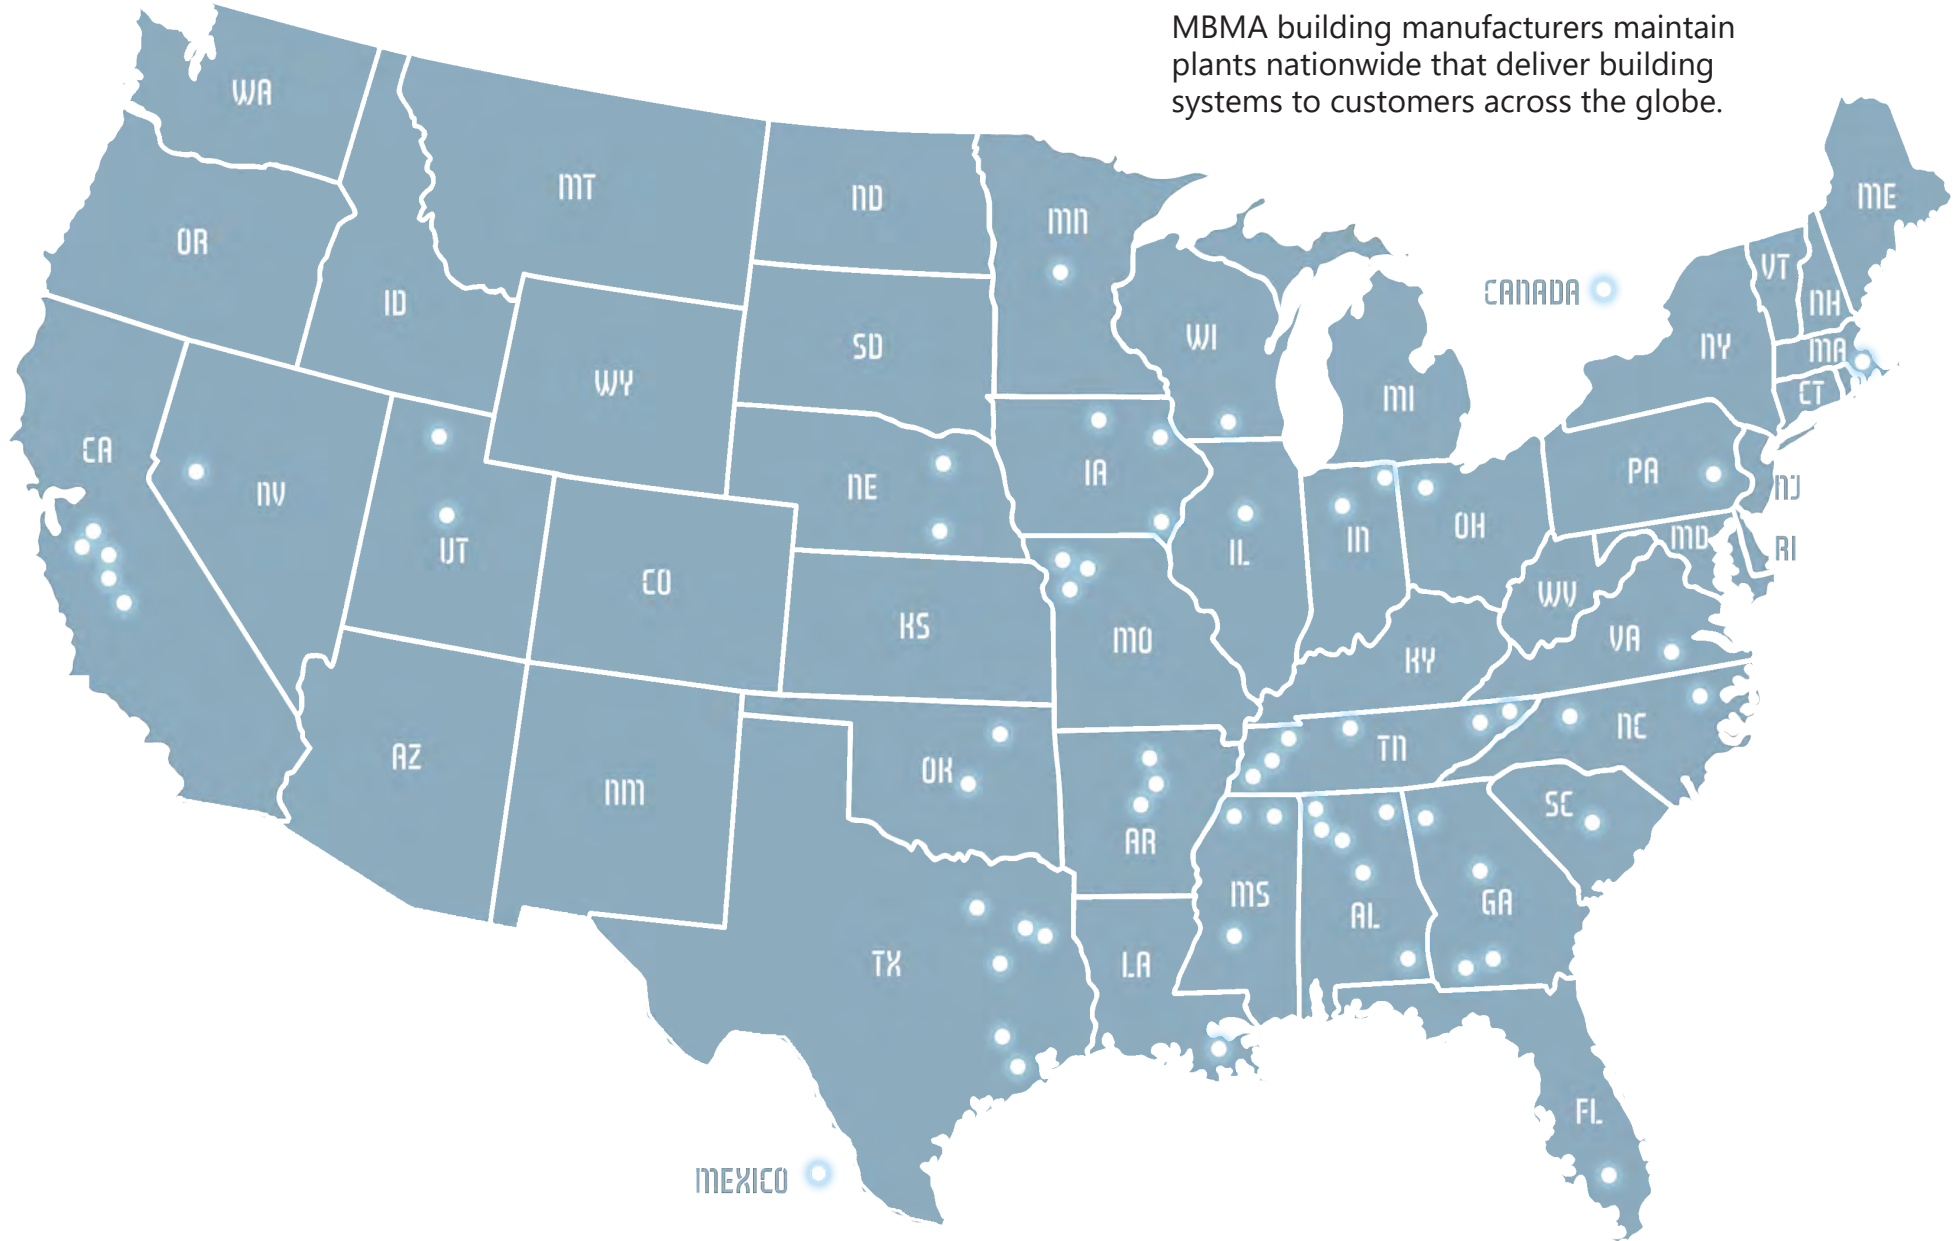 MBMA building manufacturers maintain
plants nationwide that deliver building
systems to customers across the globe.
WA
MT
ND
MN
ME
OR
ID
SD
WI
CANADA
VT
NH
NY
MA
WY
MI
CT
CA
NV
NE
IA
PA
NJ
UT
CO
IL
IN
OH
MD
RI
KS
MO
WV
KY
VA
AZ
NM
OK
AR
TN
NC
SC
TX
LA
MS
AL
GA
FL
MEXICO